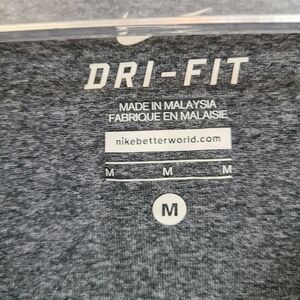 DRI-FIT
MADE IN MALAYSIA
FABRIQUE EN MALAISIE
nikebetterworld.com
M M M
M